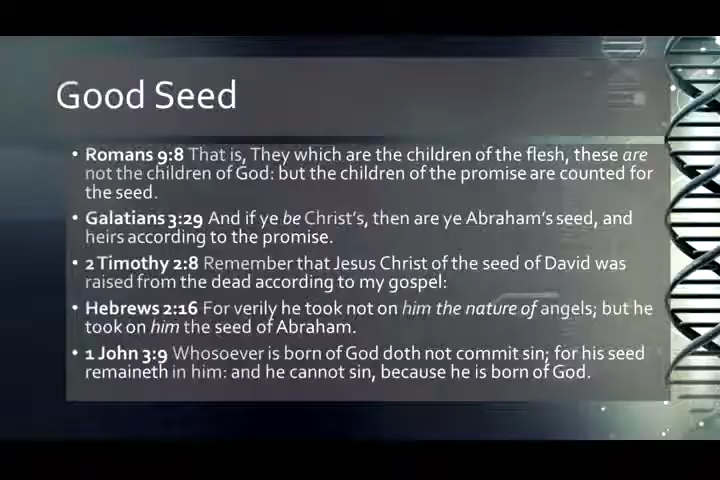 Good Seed
• Romans 9:8 That is, They which are the children of the flesh, these are
not the children of God: but the children of the promise are counted for
the seed.
• Galatians 3:29 And if ye be Christ's, then are ye Abraham's seed, and
heirs according to the promise.
• 2 Timothy 2:8 Remember that Jesus Christ of the seed of David was
raised from the dead according to my gospel:
• Hebrews 2:16 For verily he took not on him the nature of angels; but he
took on him the seed of Abraham.
• 1 John 3:9 Whosoever is born of God doth not commit sin; for his seed
remaineth in him: and he cannot sin, because he is born of God.